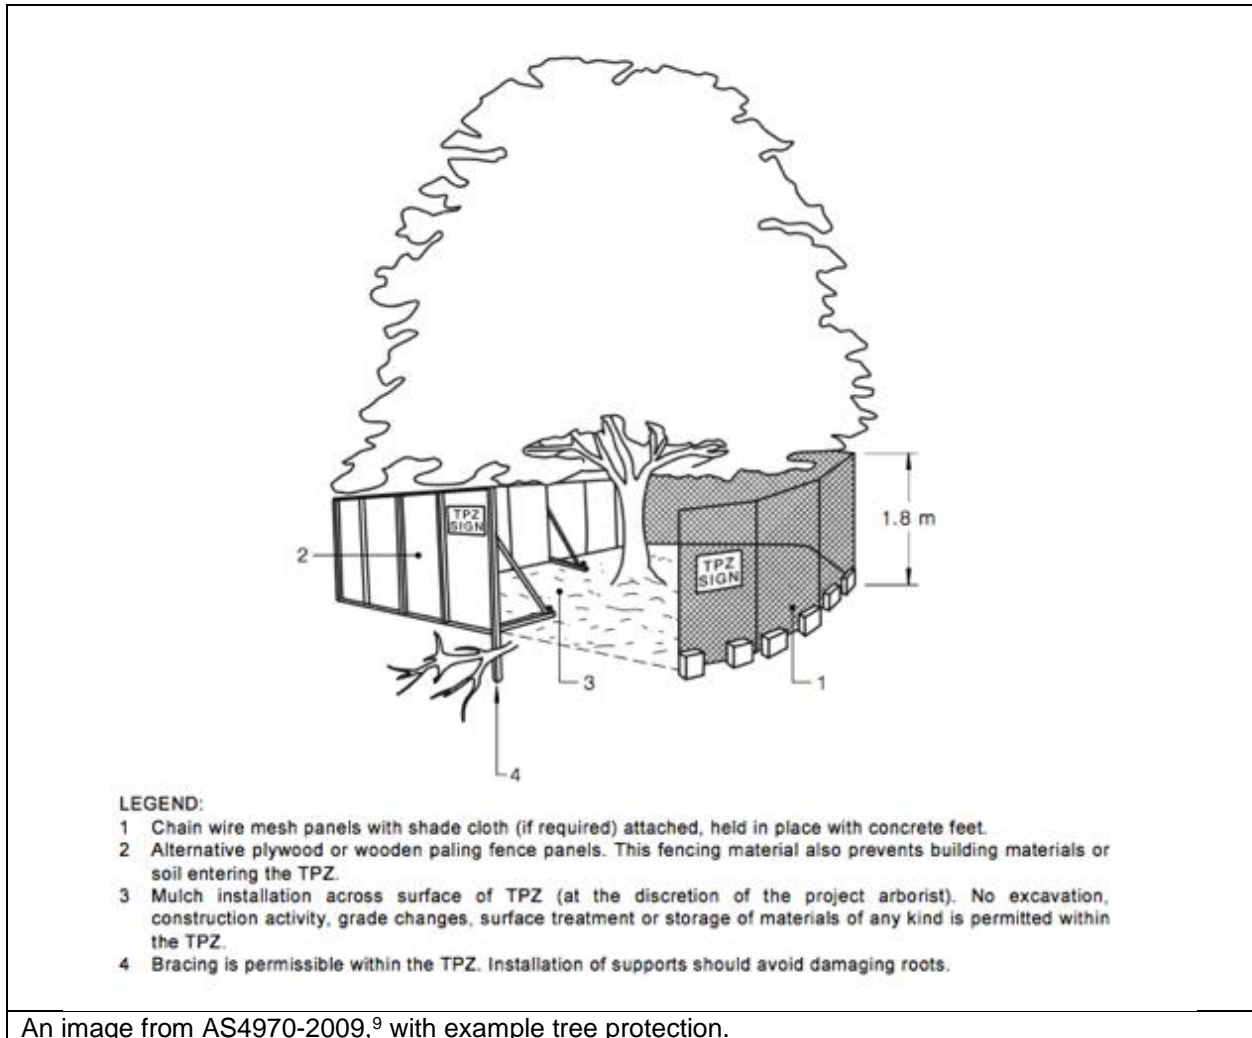 1.8 m
2
TPZ
SIGN
TPZ
SIGN
3
1
4
LEGEND:
1 Chain wire mesh panels with shade cloth (if required) attached, held in place with concrete feet.
2 Alternative plywood or wooden paling fence panels. This fencing material also prevents building materials or
soil entering the TPZ.
3 Mulch installation across surface of TPZ (at the discretion of the project arborist). No excavation,
construction activity, grade changes, surface treatment or storage of materials of any kind is permitted within
the TPZ.
4 Bracing is permissible within the TPZ. Installation of supports should avoid damaging roots.
An image from AS4970-2009,⁹ with example tree protection.